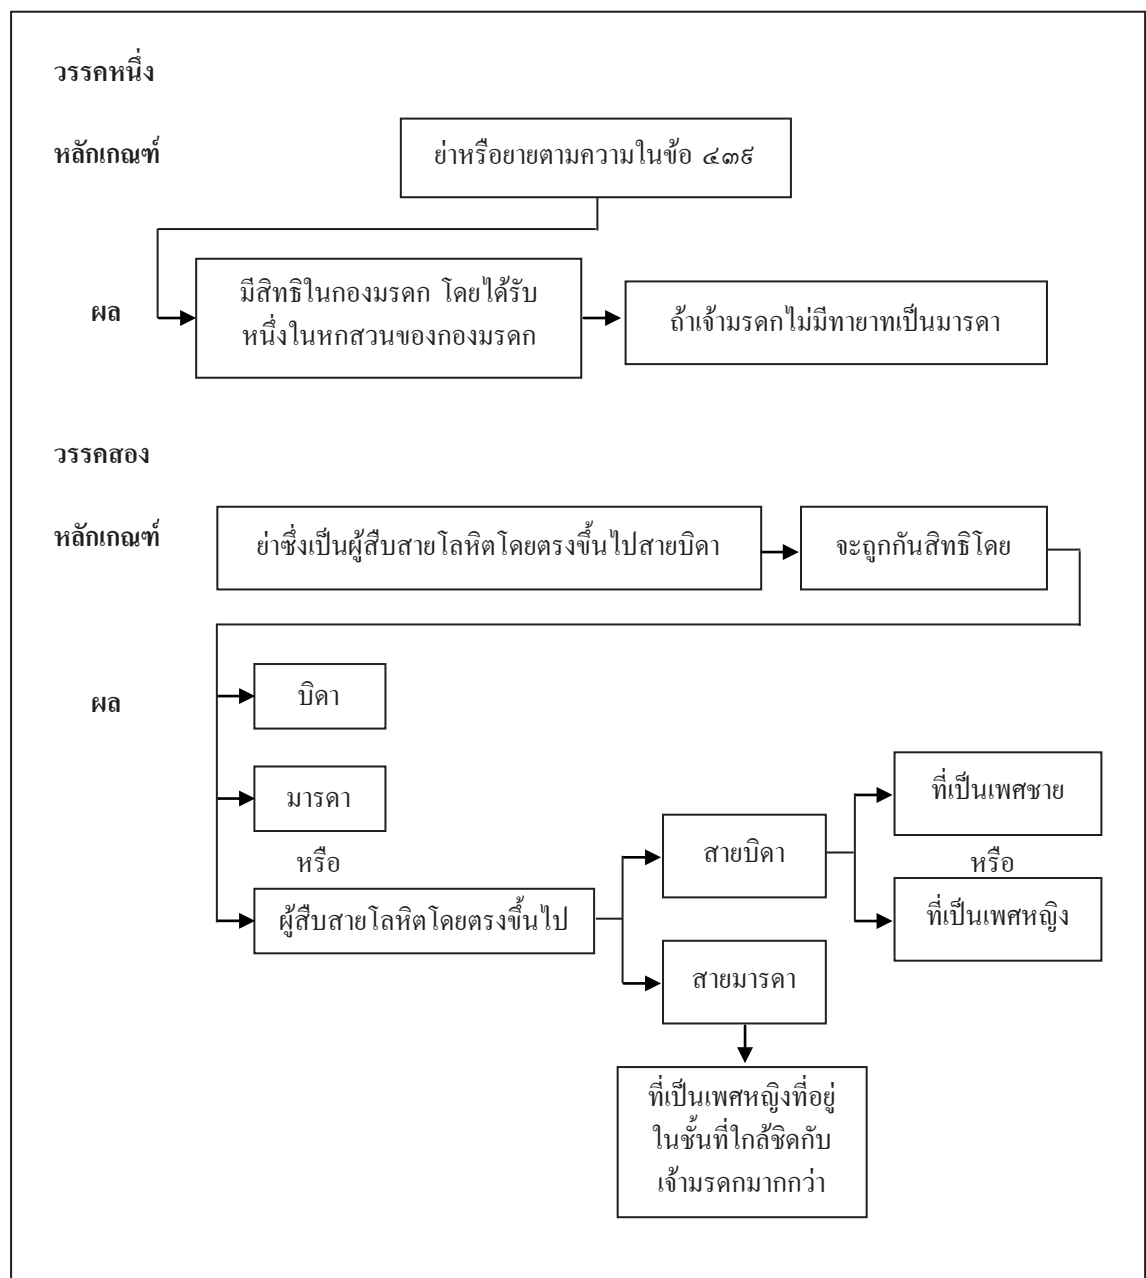 วรรคหนึ่ง
หลักเกณฑ์
ย่าหรือยายตามความในข้อ ๔๓๙
ผล
มีสิทธิในกองมรดก โดยได้รับ
หนึ่งในหกสวนของกองมรดก
ถ้าเจ้ามรดกไม่มีทายาทเป็นมารดา
วรรคสอง
หลักเกณฑ์
ย่าซึ่งเป็นผู้สืบสายโลหิตโดยตรงขึ้นไปสายบิดา
จะถูกกันสิทธิโดย
ผล
บิดา
มารดา
หรือ
ผู้สืบสายโลหิตโดยตรงขึ้นไป
สายบิดา
ที่เป็นเพศชาย
หรือ
ที่เป็นเพศหญิง
สายมารดา
ที่เป็นเพศหญิงที่อยู่
ในชั้นที่ใกล้ชิดกับ
เจ้ามรดกมากกว่า